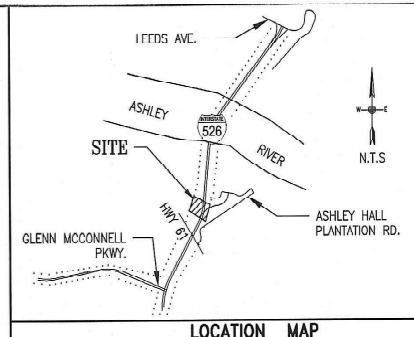 LEEDS AVE.
ASHLEY
INTERSTATE
526
RIVER
W E
N.T.S
SITE
HWY 61
ASHLEY HALL
PLANTATION RD.
GLENN MCCONNELL
PKWY.
LOCATION MAP